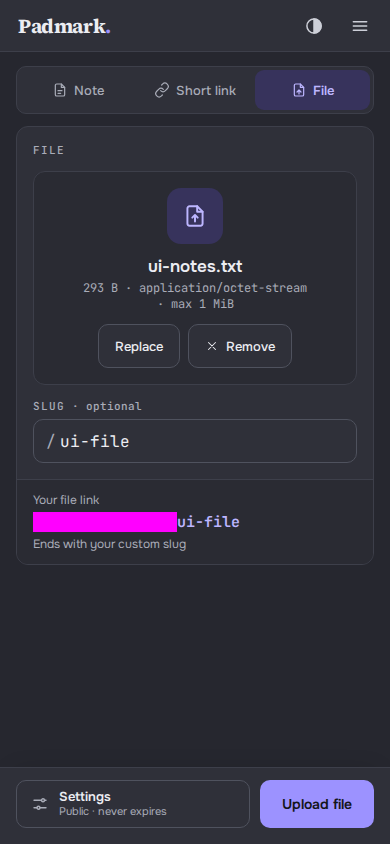 Padmark.
Note
Short link
File
FILE
ui-notes.txt
293 B · application/octet-stream
· max 1 MiB
Replace
Remove
SLUG · optional
/ ui-file
Your file link
ui-file
Ends with your custom slug
Settings
Public · never expires
Upload file